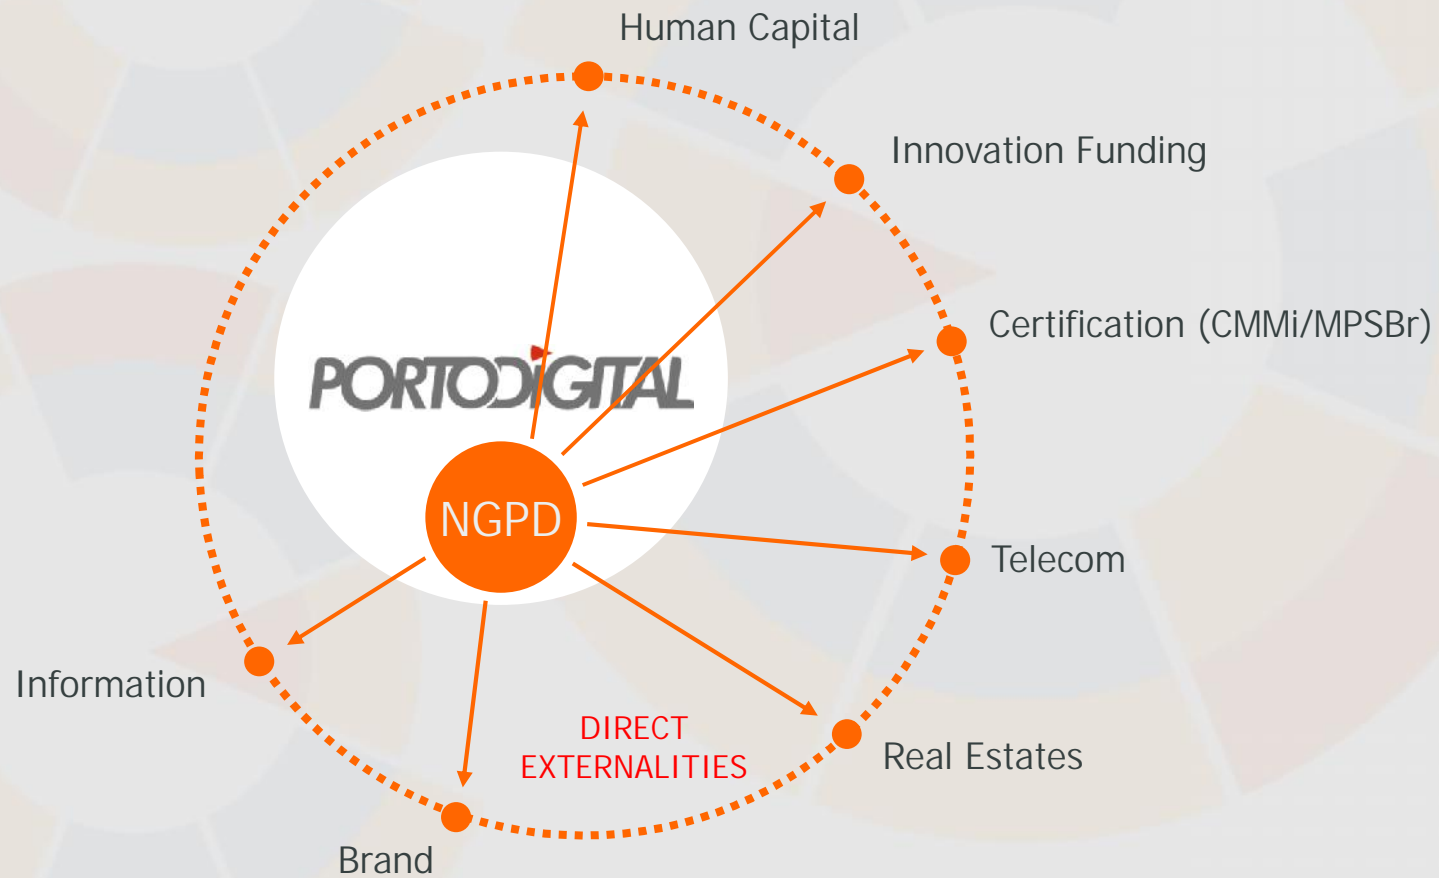 Human Capital
Innovation Funding
Certification (CMMi/MPSBr)
PORTODiGITAL
NGPD
Telecom
Information
DIRECT
EXTERNALITIES
Real Estates
Brand